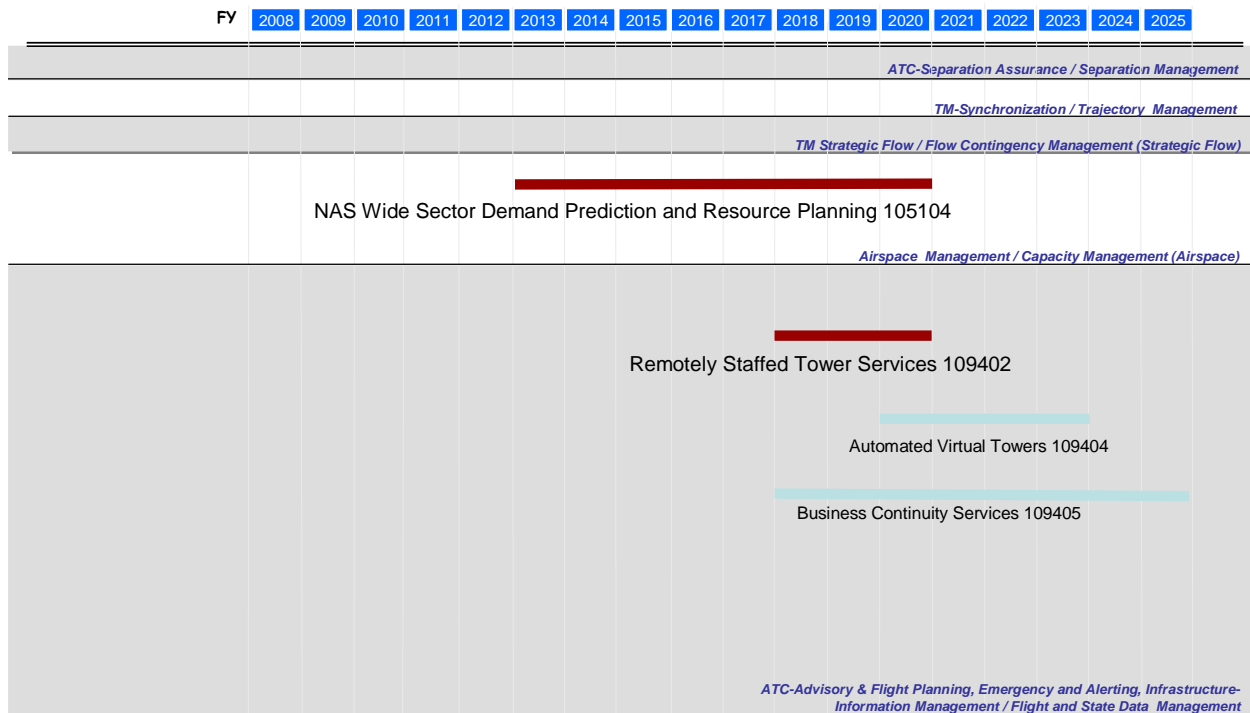 FY 2008 2009 2010 2011 2012 2013 2014 2015 2016 2017 2018 2019 2020 2021 2022 2023 2024 2025
ATC-Separation Assurance / Separation Management
TM-Synchronization / Trajectory Management
TM Strategic Flow / Flow Contingency Management (Strategic Flow)
NAS Wide Sector Demand Prediction and Resource Planning 105104
Airspace Management / Capacity Management (Airspace)
Remotely Staffed Tower Services 109402
Automated Virtual Towers 109404
Business Continuity Services 109405
ATC-Advisory & Flight Planning, Emergency and Alerting, Infrastructure-
Information Management / Flight and State Data Management